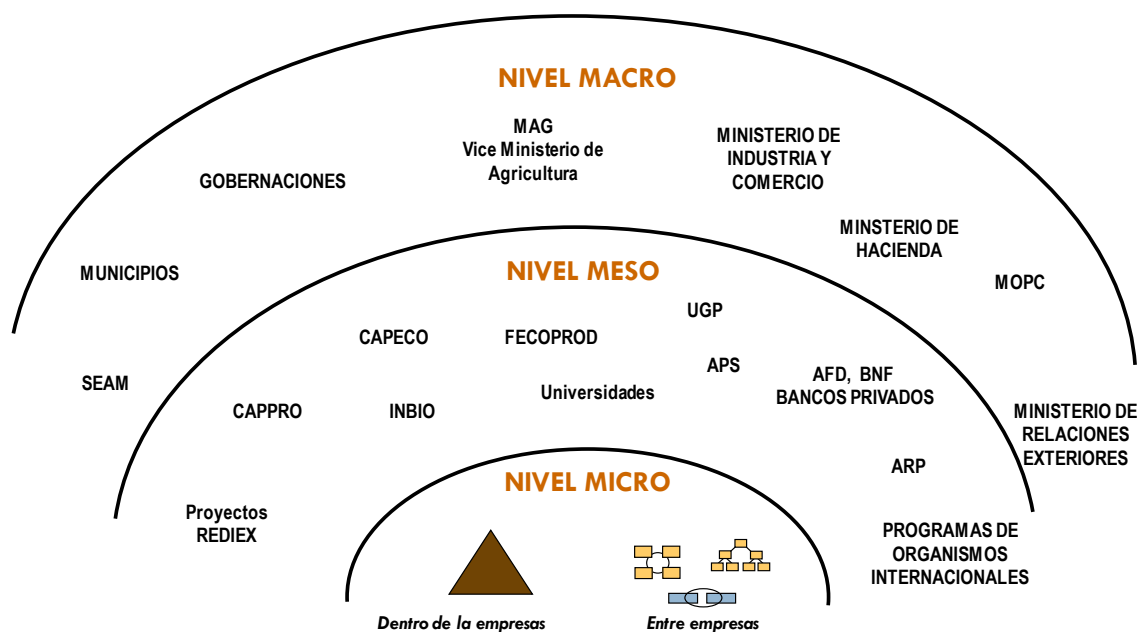 NIVEL MACRO
MAG
Vice Ministerio de
Agricultura
MINISTERIO DE
INDUSTRIA Y
COMERCIO
GOBERNACIONES
MINSTERIO DE
HACIENDA
MUNICIPIOS
MOPC
NIVEL MESO
UGP
CAPECO
FECOPROD
APS
SEAM
AFD, BNF
BANCOS PRIVADOS
Universidades
CAPPRO
INBIO
MINISTERIO DE
RELACIONES
EXTERIORES
ARP
NIVEL MICRO
Proyectos
REDIEX
PROGRAMAS DE
ORGANISMOS
INTERNACIONALES
Dentro de la empresas
Entre empresas